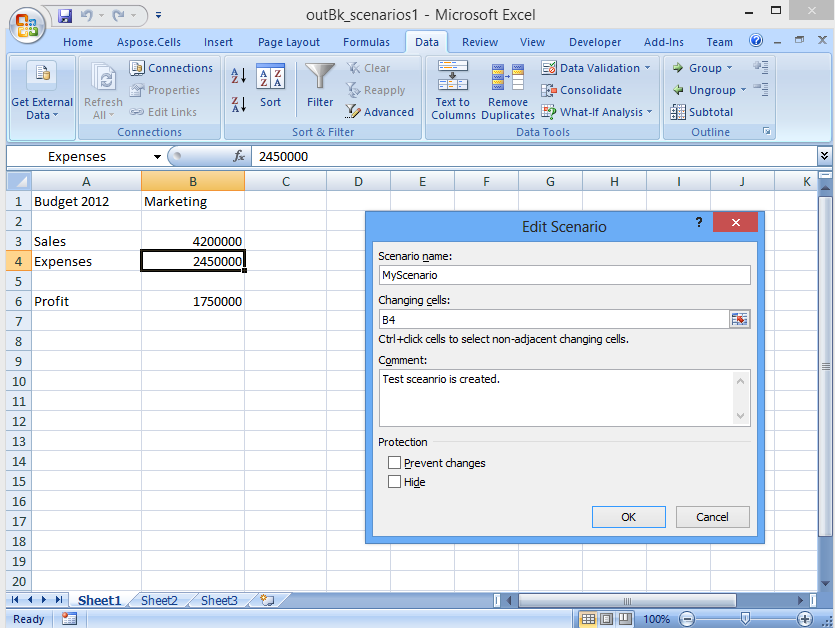 outBk_scenarios1 - Microsoft Excel
Home Aspose.Cells Insert Page Layout Formulas Data Review View Developer Add-Ins Team
Get External Data
Refresh All
Connections
Properties
Edit Links
Connections
Sort
Filter
Clear
Reapply
Advanced
Sort & Filter
Text to Columns
Remove Duplicates
Data Validation
Consolidate
What-If Analysis
Data Tools
Group
Ungroup
Subtotal
Outline
Expenses fx 2450000
A B C D E F G H I J K
1 Budget 2012 Marketing
2
3 Sales 4200000
4 Expenses 2450000
5
6 Profit 1750000
7
8
9
10
11
12
13
14
15
16
17
18
19
20
Edit Scenario ?
Scenario name:
MyScenario
Changing cells:
B4
Ctrl+click cells to select non-adjacent changing cells.
Comment:
Test sceanrio is created.
Protection
Prevent changes
Hide
OK Cancel
Sheet1 Sheet2 Sheet3
Ready 100%